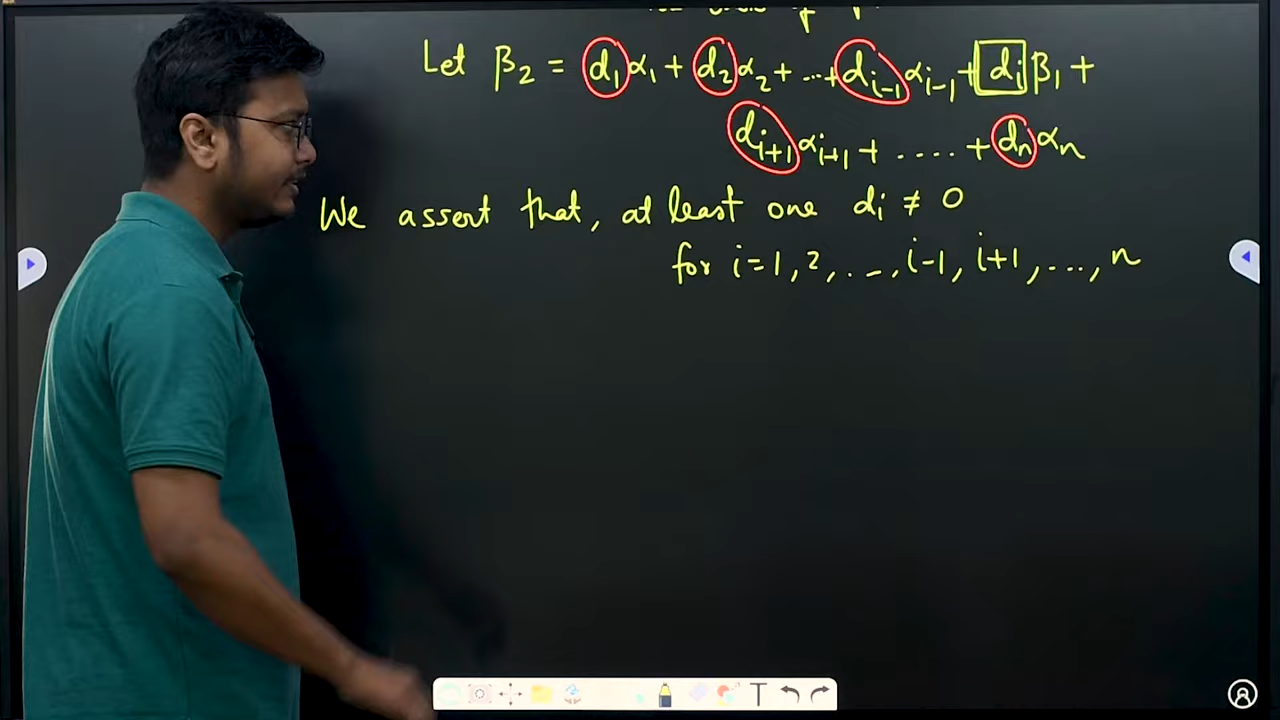 Let β₂ = d₁α₁ + d₂α₂ + ... + dᵢ₋₁αᵢ₋₁ + dᵢβ₁ +
dᵢ₊₁αᵢ₊₁ + .... + dₙαₙ
We assert that, at least one dᵢ ≠ 0
for i = 1, 2, ..., i-1, i+1, ..., n
T